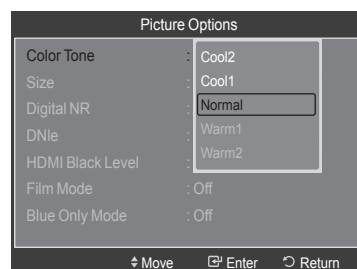 Picture Options
Color Tone : Cool2
Size : Cool1
Digital NR : Normal
DNIe : Warm1
HDMI Black Level : Warm2
Film Mode : Off
Blue Only Mode : Off
Move Enter Return